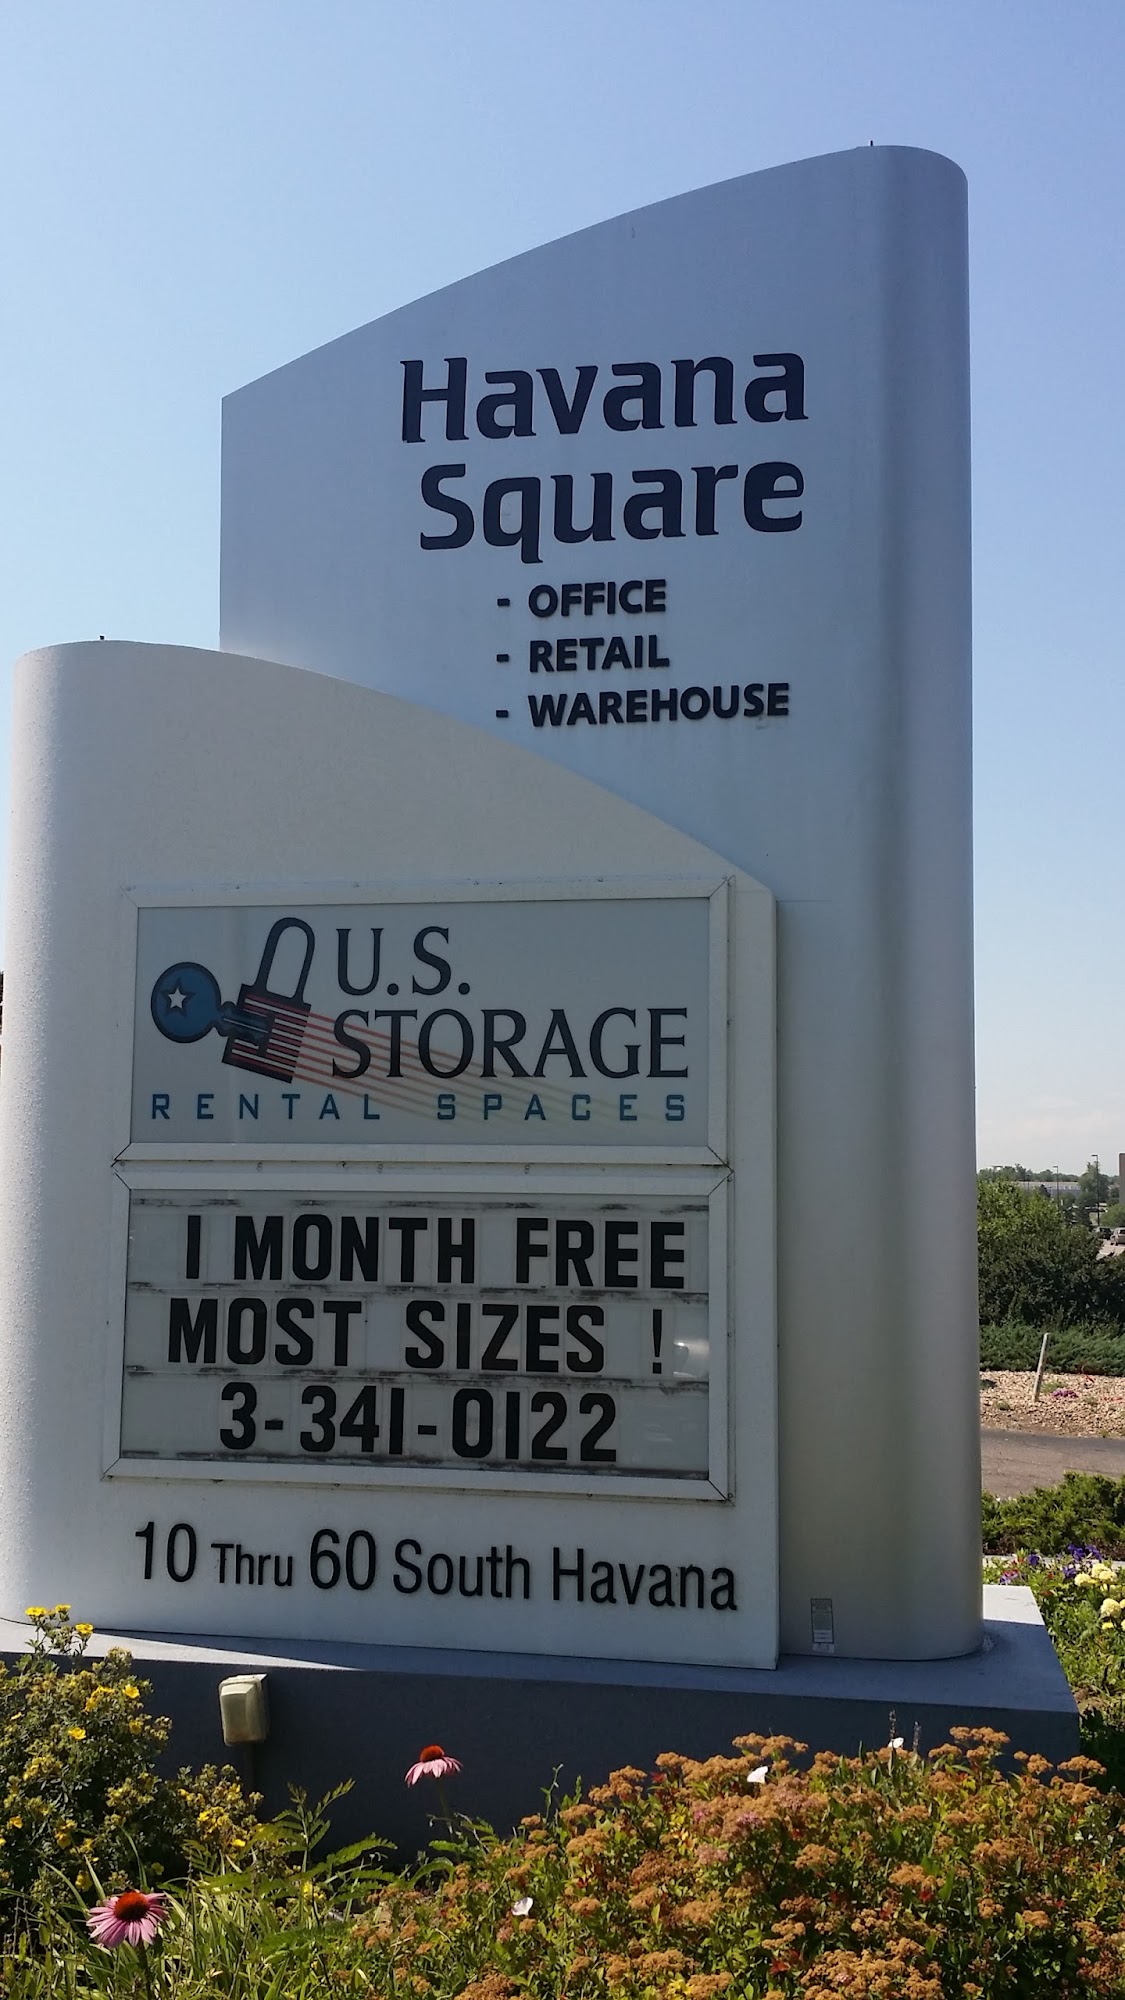 Havana
Square
- OFFICE
- RETAIL
- WAREHOUSE
U.S.
STORAGE
RENTAL SPACES
1 MONTH FREE
MOST SIZES !
3-341-0122
10 Thru 60 South Havana